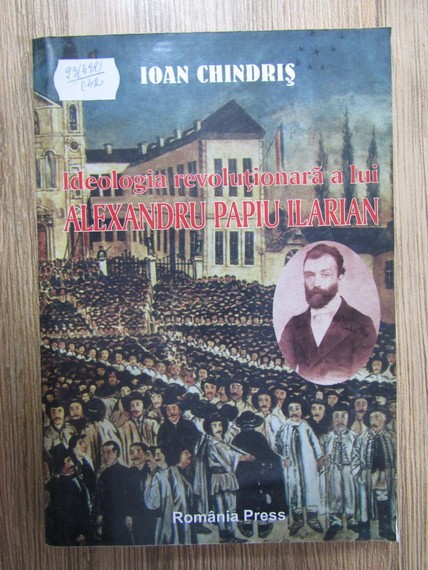 IOAN CHINDRIŞ
Ideologia revoluţionară a lui
ALEXANDRU PAPIU ILARIAN
România Press